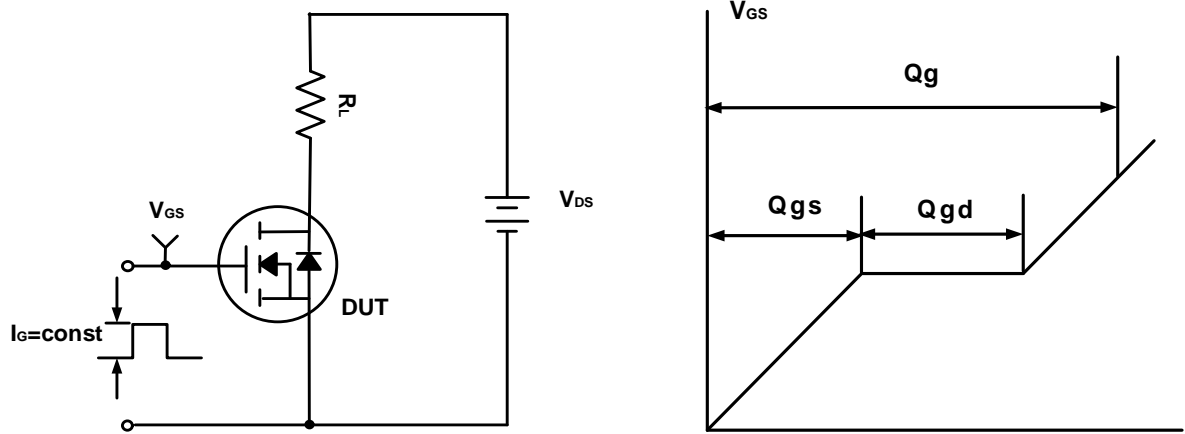 RL
VDS
VGS
DUT
IG=const
VGS
Qg
Qgs
Qgd